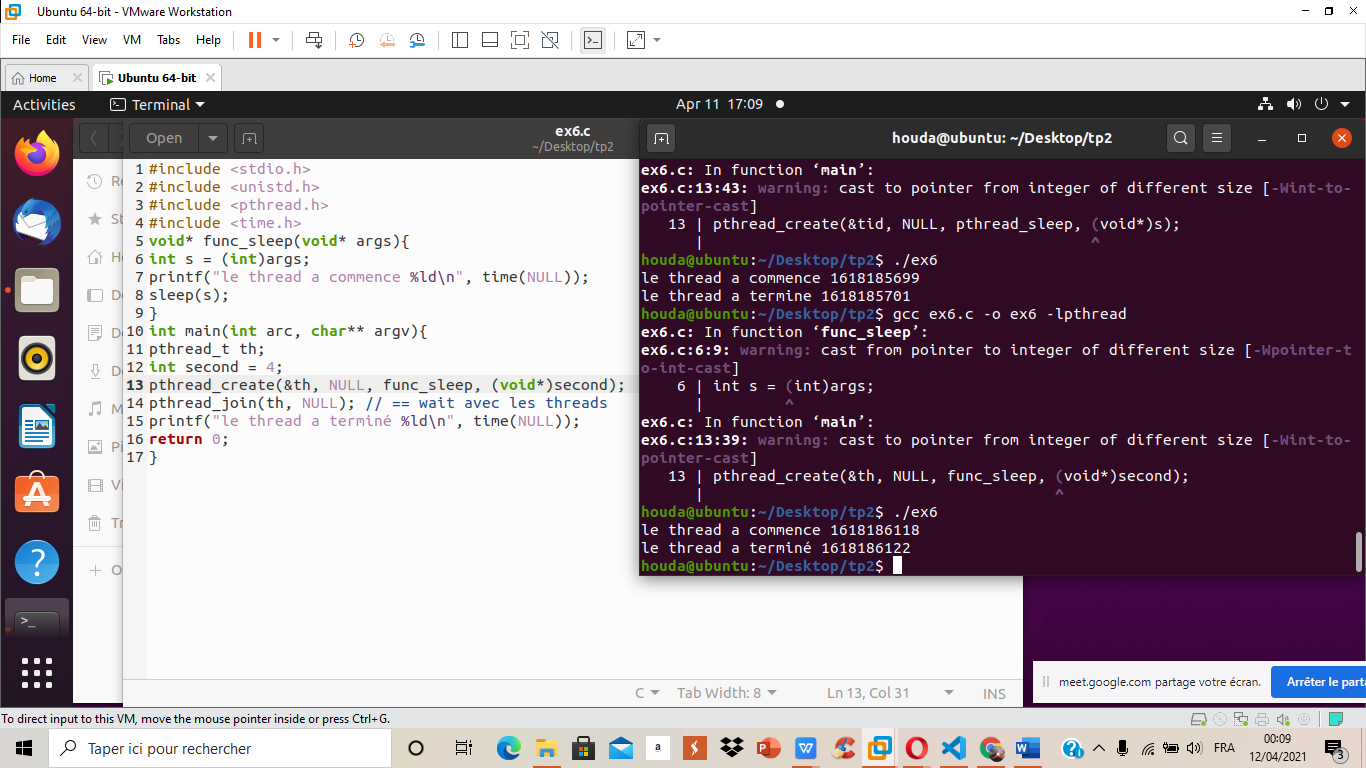 Ubuntu 64-bit - VMware Workstation
File Edit View VM Tabs Help
Home
Ubuntu 64-bit
Activities
Terminal
Apr 11 17:09
Open
ex6.c
~/Desktop/tp2
houda@ubuntu: ~/Desktop/tp2
1 #include <stdio.h>
2 #include <unistd.h>
3 #include <pthread.h>
4 #include <time.h>
5 void* func_sleep(void* args){
6 int s = (int)args;
7 printf("le thread a commence %ld\n", time(NULL));
8 sleep(s);
9 }
10 int main(int arc, char** argv){
11 pthread_t th;
12 int second = 4;
13 pthread_create(&th, NULL, func_sleep, (void*)second);
14 pthread_join(th, NULL); // == wait avec les threads
15 printf("le thread a terminé %ld\n", time(NULL));
16 return 0;
17 }
C
Tab Width: 8
Ln 13, Col 31
INS
ex6.c: In function ‘main’:
ex6.c:13:43: warning: cast to pointer from integer of different size [-Wint-to-
pointer-cast]
13 | pthread_create(&tid, NULL, pthread_sleep, (void*)s);
| ^
houda@ubuntu:~/Desktop/tp2$ ./ex6
le thread a commence 1618185699
le thread a termine 1618185701
houda@ubuntu:~/Desktop/tp2$ gcc ex6.c -o ex6 -lpthread
ex6.c: In function ‘func_sleep’:
ex6.c:6:9: warning: cast from pointer to integer of different size [-Wpointer-t
o-int-cast]
6 | int s = (int)args;
| ^
ex6.c: In function ‘main’:
ex6.c:13:39: warning: cast to pointer from integer of different size [-Wint-to-
pointer-cast]
13 | pthread_create(&th, NULL, func_sleep, (void*)second);
| ^
houda@ubuntu:~/Desktop/tp2$ ./ex6
le thread a commence 1618186118
le thread a terminé 1618186122
houda@ubuntu:~/Desktop/tp2$
meet.google.com partage votre écran.
Arrêter le parta
To direct input to this VM, move the mouse pointer inside or press Ctrl+G.
Taper ici pour rechercher
FRA
00:09
12/04/2021
3